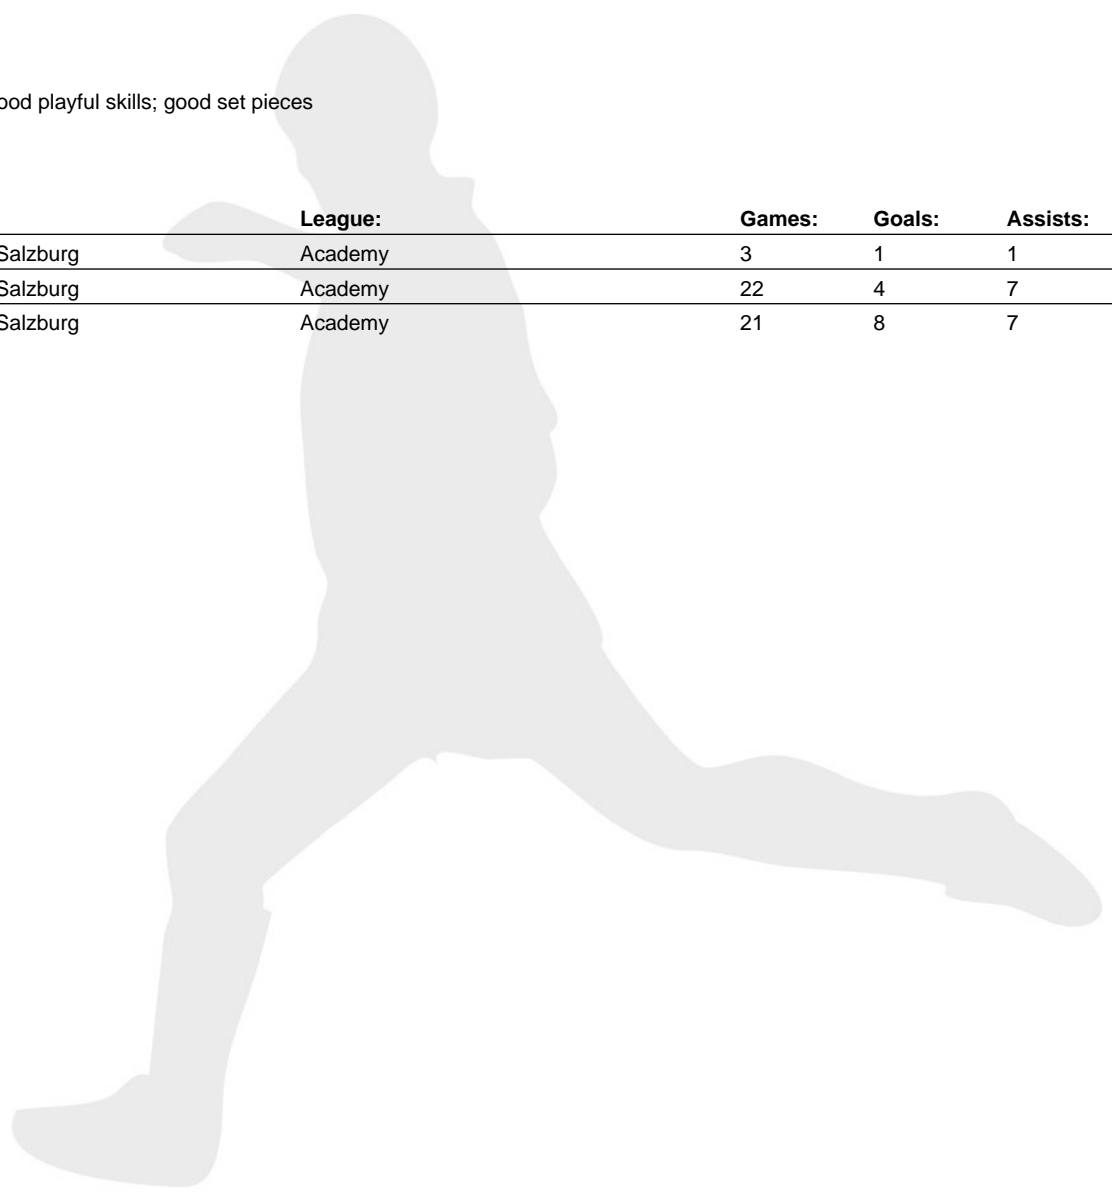 ood playful skills; good set pieces
League: Games: Goals: Assists:
Salzburg Academy 3 1 1
Salzburg Academy 22 4 7
Salzburg Academy 21 8 7